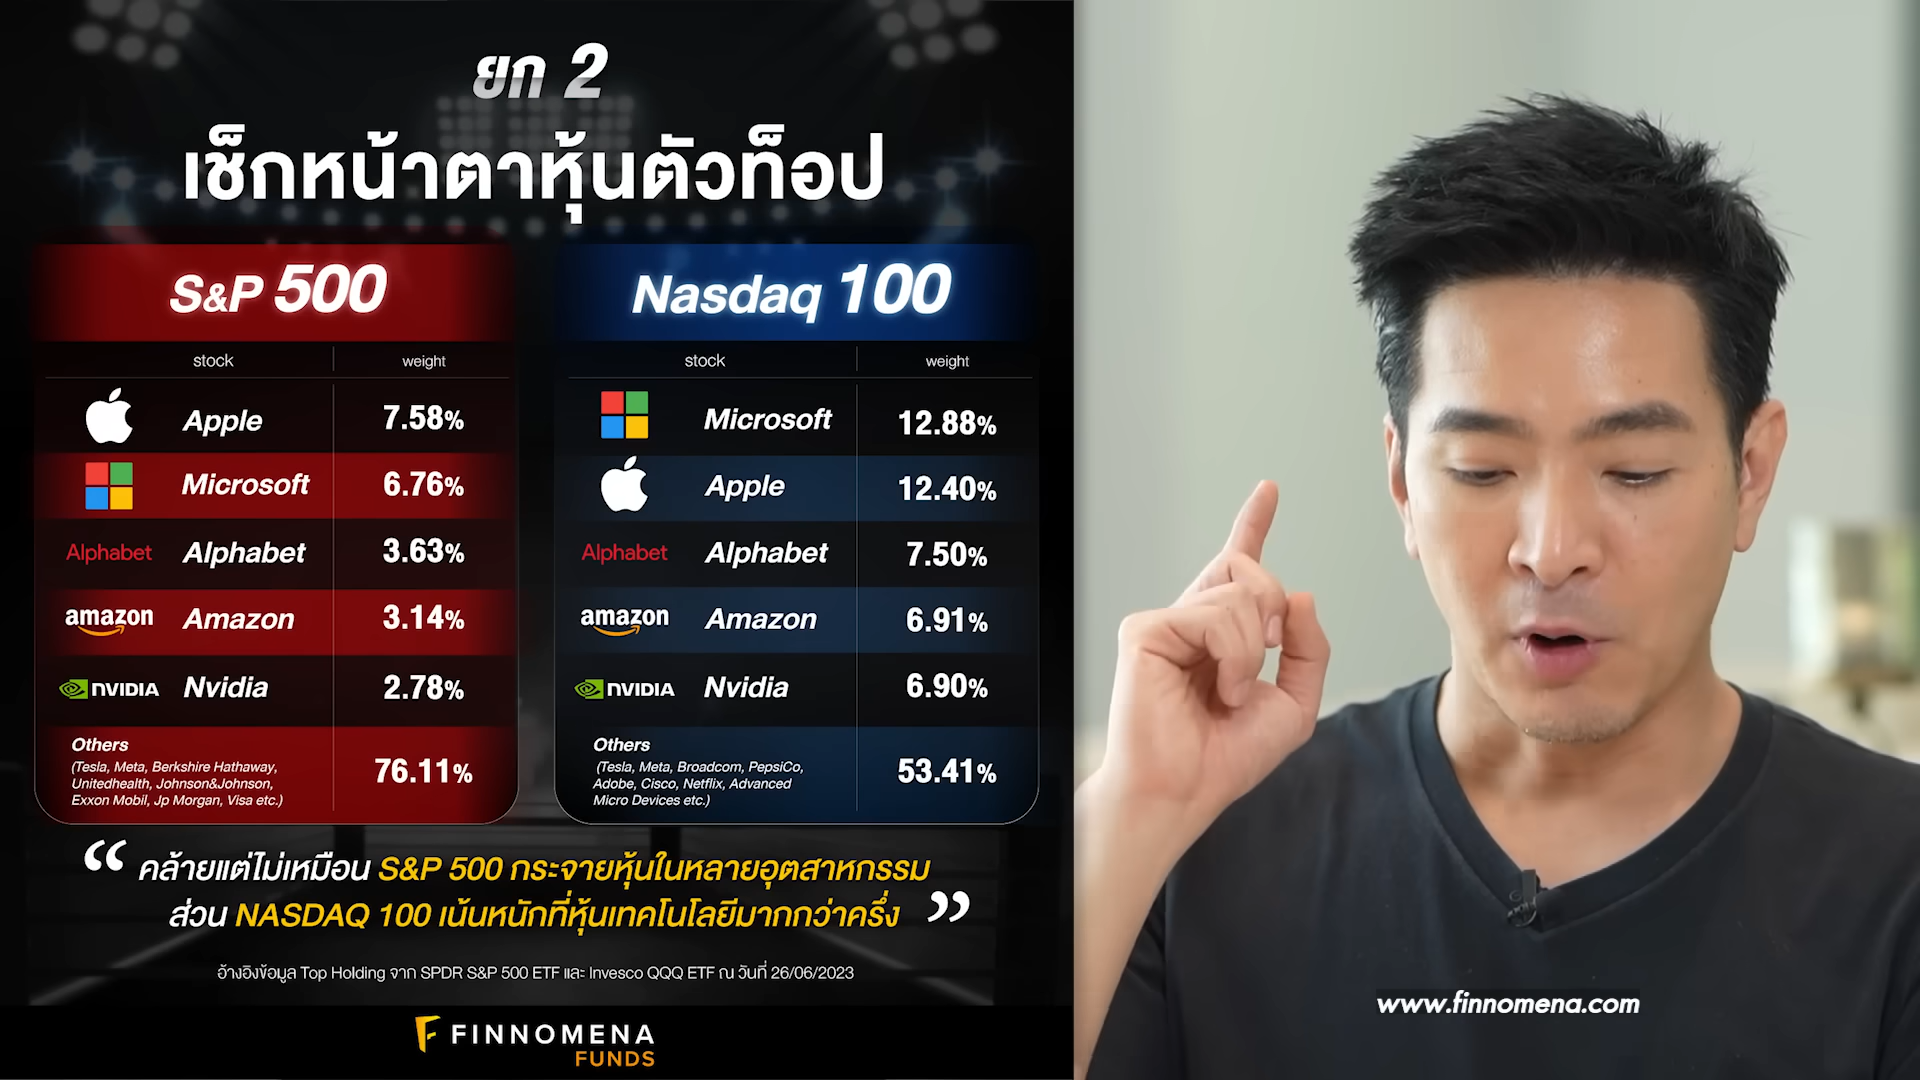 ยก 2
เช็กหน้าตาหุ้นตัวท็อป
S&P 500
stock weight
Apple 7.58%
Microsoft 6.76%
Alphabet Alphabet 3.63%
amazon Amazon 3.14%
NVIDIA Nvidia 2.78%
Others
(Tesla, Meta, Berkshire Hathaway,
Unitedhealth, Johnson&Johnson,
Exxon Mobil, Jp Morgan, Visa etc.)
76.11%
Nasdaq 100
stock weight
Microsoft 12.88%
Apple 12.40%
Alphabet Alphabet 7.50%
amazon Amazon 6.91%
NVIDIA Nvidia 6.90%
Others
(Tesla, Meta, Broadcom, PepsiCo,
Adobe, Cisco, Netflix, Advanced
Micro Devices etc.)
53.41%
“ คล้ายแต่ไม่เหมือน S&P 500 กระจายหุ้นในหลายอุตสาหกรรม
ส่วน NASDAQ 100 เน้นหนักที่หุ้นเทคโนโลยีมากกว่าครึ่ง ”
อ้างอิงข้อมูล Top Holding จาก SPDR S&P 500 ETF และ Invesco QQQ ETF ณ วันที่ 26/06/2023
FINNOMENA
FUNDS
www.finnomena.com